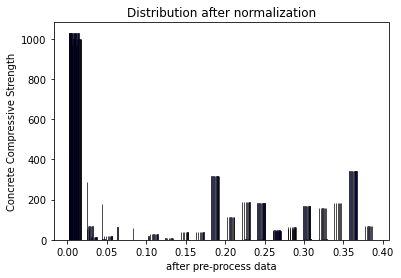 Distribution after normalization
Concrete Compressive Strength
1000
800
600
400
200
0
0.00 0.05 0.10 0.15 0.20 0.25 0.30 0.35 0.40
after pre-process data